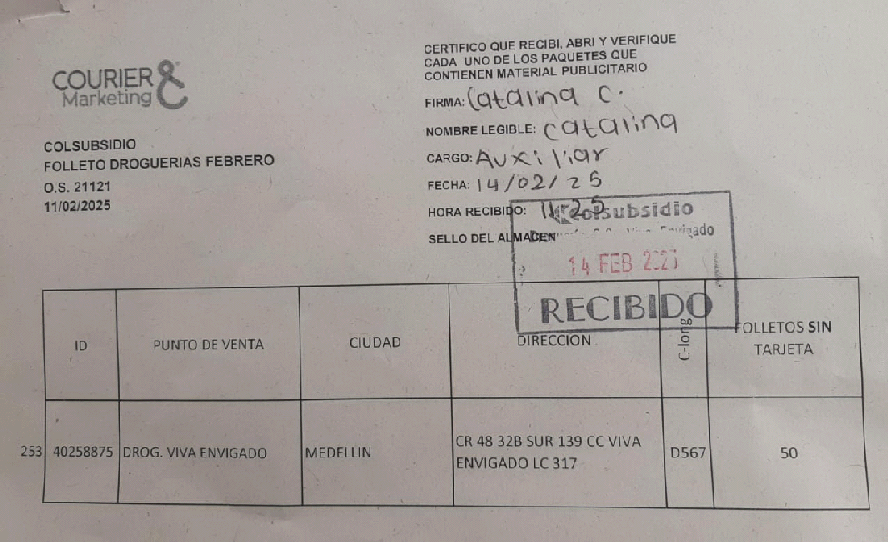 COURIER &
Marketing
COLSUBSIDIO
FOLLETO DROGUERIAS FEBRERO
O.S. 21121
11/02/2025
CERTIFICO QUE RECIBI, ABRI Y VERIFIQUE
CADA UNO DE LOS PAQUETES QUE
CONTIENEN MATERIAL PUBLICITARIO
FIRMA: Catalina C.
NOMBRE LEGIBLE: Catalina
CARGO: Auxiliar
FECHA: 14/02/25
HORA RECIBIDO:
SELLO DEL ALMACEN
colsubsidio
Envigado
14 FEB
RECIBIDO
ID PUNTO DE VENTA CIUDAD DIRECCION C-long FOLLETOS SIN
TARJETA
253 40258875 DROG. VIVA ENVIGADO MEDELLIN CR 48 32B SUR 139 CC VIVA D567 50
ENVIGADO LC 317